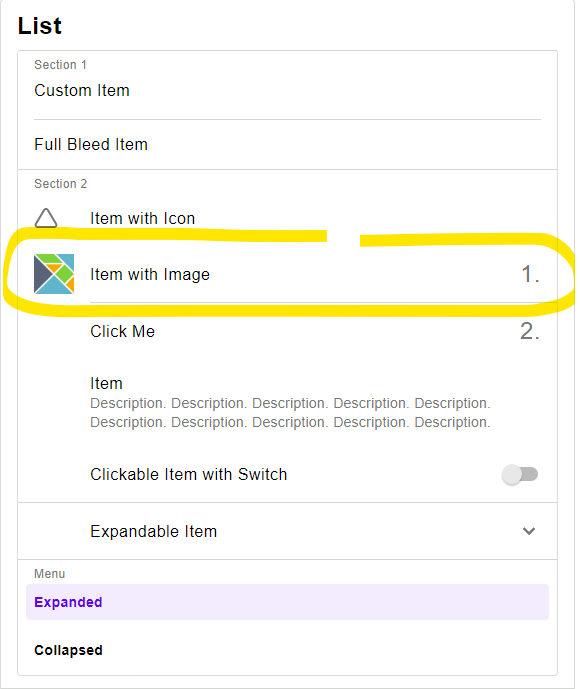 List
Section 1
Custom Item
Full Bleed Item
Section 2
Item with Icon
Item with Image 1.
Click Me 2.
Item
Description. Description. Description. Description. Description.
Description. Description. Description. Description. Description.
Clickable Item with Switch
Expandable Item
Menu
Expanded
Collapsed